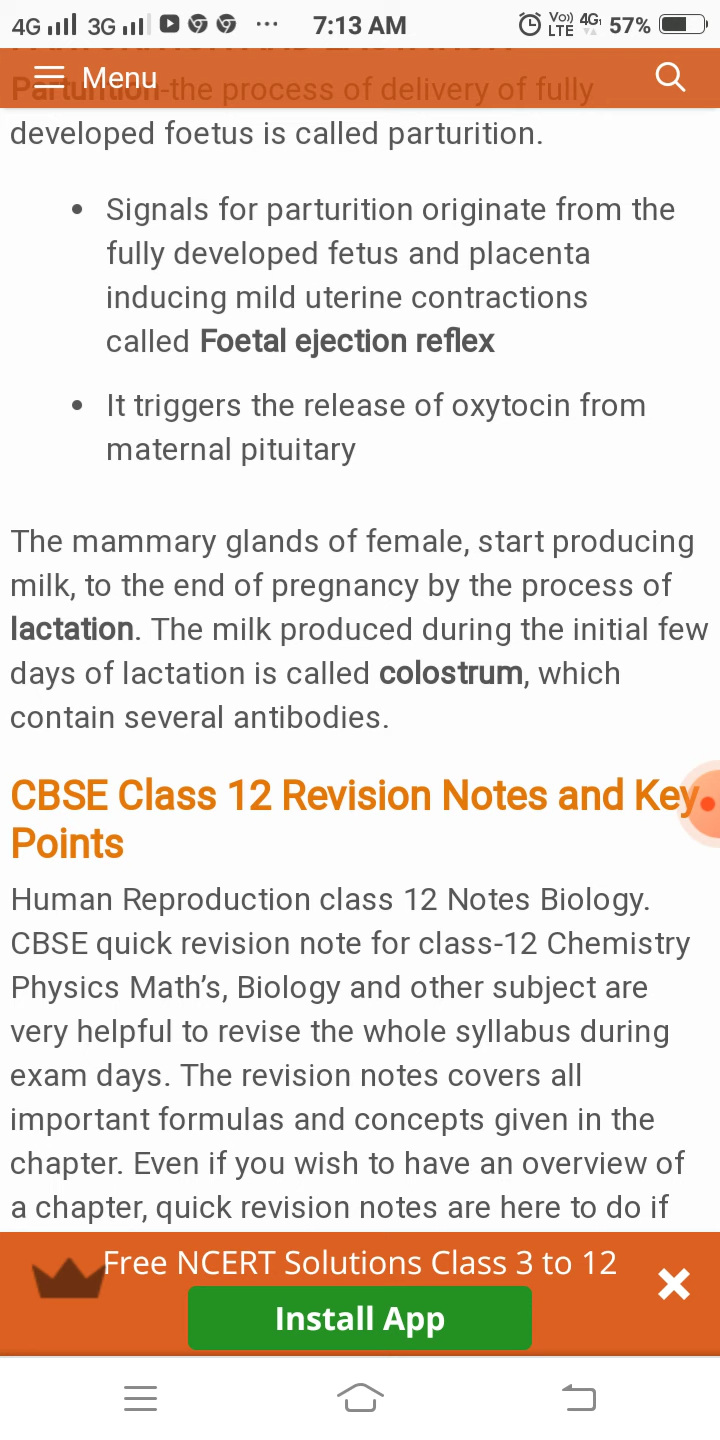 4G 3G ... 7:13 AM Vo)) LTE 4G 57%
Menu
Parturition-the process of delivery of fully
developed foetus is called parturition.
• Signals for parturition originate from the
fully developed fetus and placenta
inducing mild uterine contractions
called Foetal ejection reflex
• It triggers the release of oxytocin from
maternal pituitary
The mammary glands of female, start producing
milk, to the end of pregnancy by the process of
lactation. The milk produced during the initial few
days of lactation is called colostrum, which
contain several antibodies.
CBSE Class 12 Revision Notes and Key
Points
Human Reproduction class 12 Notes Biology.
CBSE quick revision note for class-12 Chemistry
Physics Math’s, Biology and other subject are
very helpful to revise the whole syllabus during
exam days. The revision notes covers all
important formulas and concepts given in the
chapter. Even if you wish to have an overview of
a chapter, quick revision notes are here to do if
Free NCERT Solutions Class 3 to 12
Install App